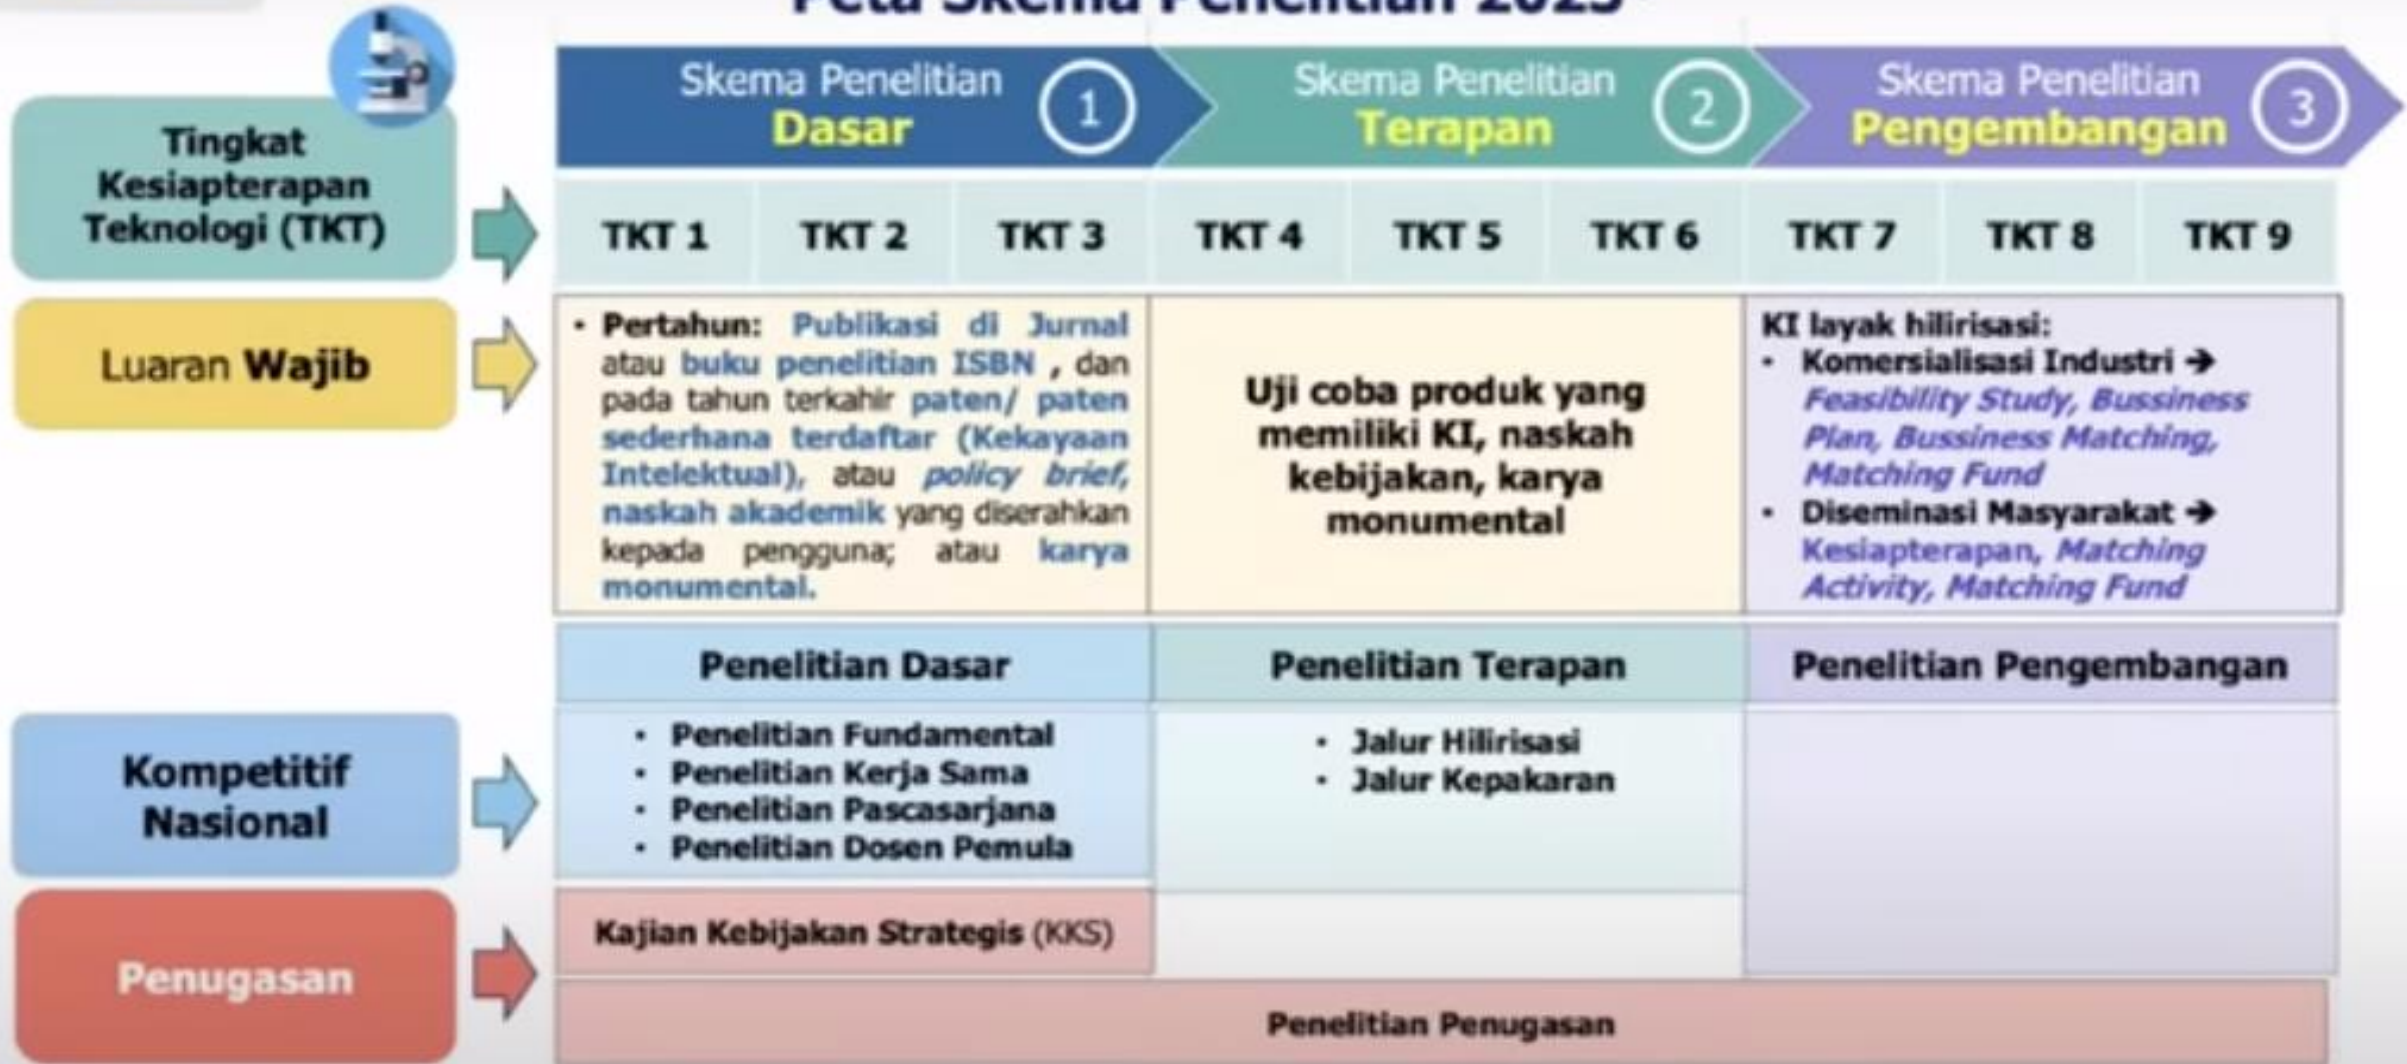 Peta Skema Penelitian 2023
Tingkat
Kesiapterapan
Teknologi (TKT)
Skema Penelitian
Dasar
1
Skema Penelitian
Terapan
2
Skema Penelitian
Pengembangan
3
TKT 1
TKT 2
TKT 3
TKT 4
TKT 5
TKT 6
TKT 7
TKT 8
TKT 9
Luaran Wajib
• Pertahun: Publikasi di Jurnal
atau buku penelitian ISBN , dan
pada tahun terkahir paten/ paten
sederhana terdaftar (Kekayaan
Intelektual), atau policy brief,
naskah akademik yang diserahkan
kepada pengguna; atau karya
monumental.
Uji coba produk yang
memiliki KI, naskah
kebijakan, karya
monumental
KI layak hilirisasi:
• Komersialisasi Industri →
Feasibility Study, Bussiness
Plan, Bussiness Matching,
Matching Fund
• Diseminasi Masyarakat →
Kesiapterapan, Matching
Activity, Matching Fund
Penelitian Dasar
Penelitian Terapan
Penelitian Pengembangan
Kompetitif
Nasional
• Penelitian Fundamental
• Penelitian Kerja Sama
• Penelitian Pascasarjana
• Penelitian Dosen Pemula
• Jalur Hilirisasi
• Jalur Kepakaran
Penugasan
Kajian Kebijakan Strategis (KKS)
Penelitian Penugasan